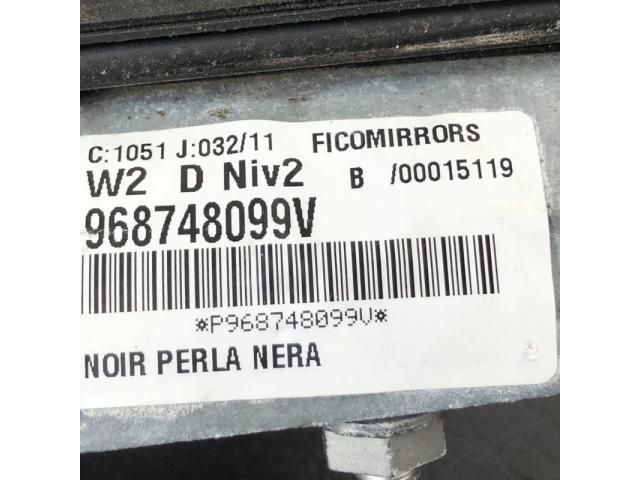 C:1051 J:032/11 FICOMIRRORS
W2 D Niv2 B /00015119
968748099V
*P968748099V*
NOIR PERLA NERA